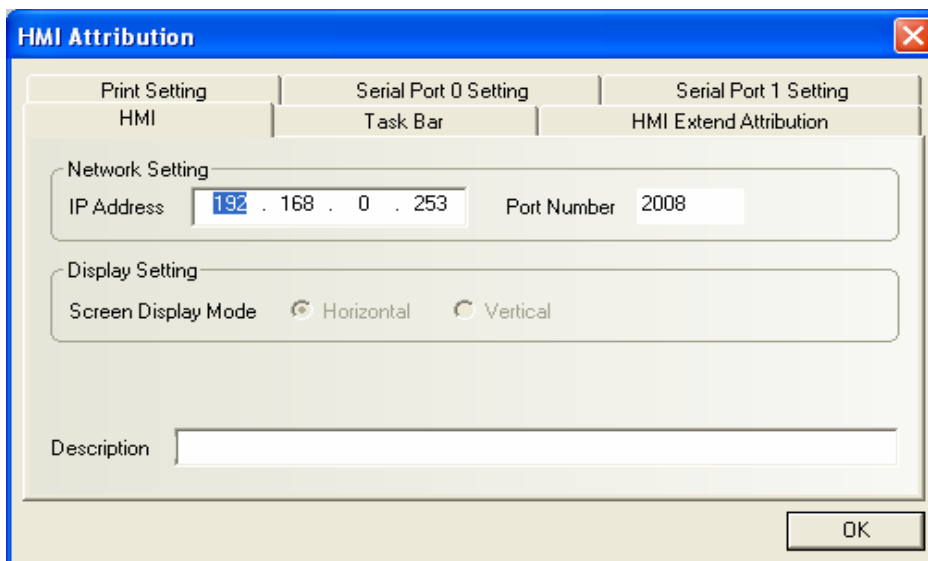 HMI Attribution
Print Setting Serial Port 0 Setting Serial Port 1 Setting
HMI Task Bar HMI Extend Attribution
Network Setting
IP Address 192 . 168 . 0 . 253 Port Number 2008
Display Setting
Screen Display Mode Horizontal Vertical
Description
OK